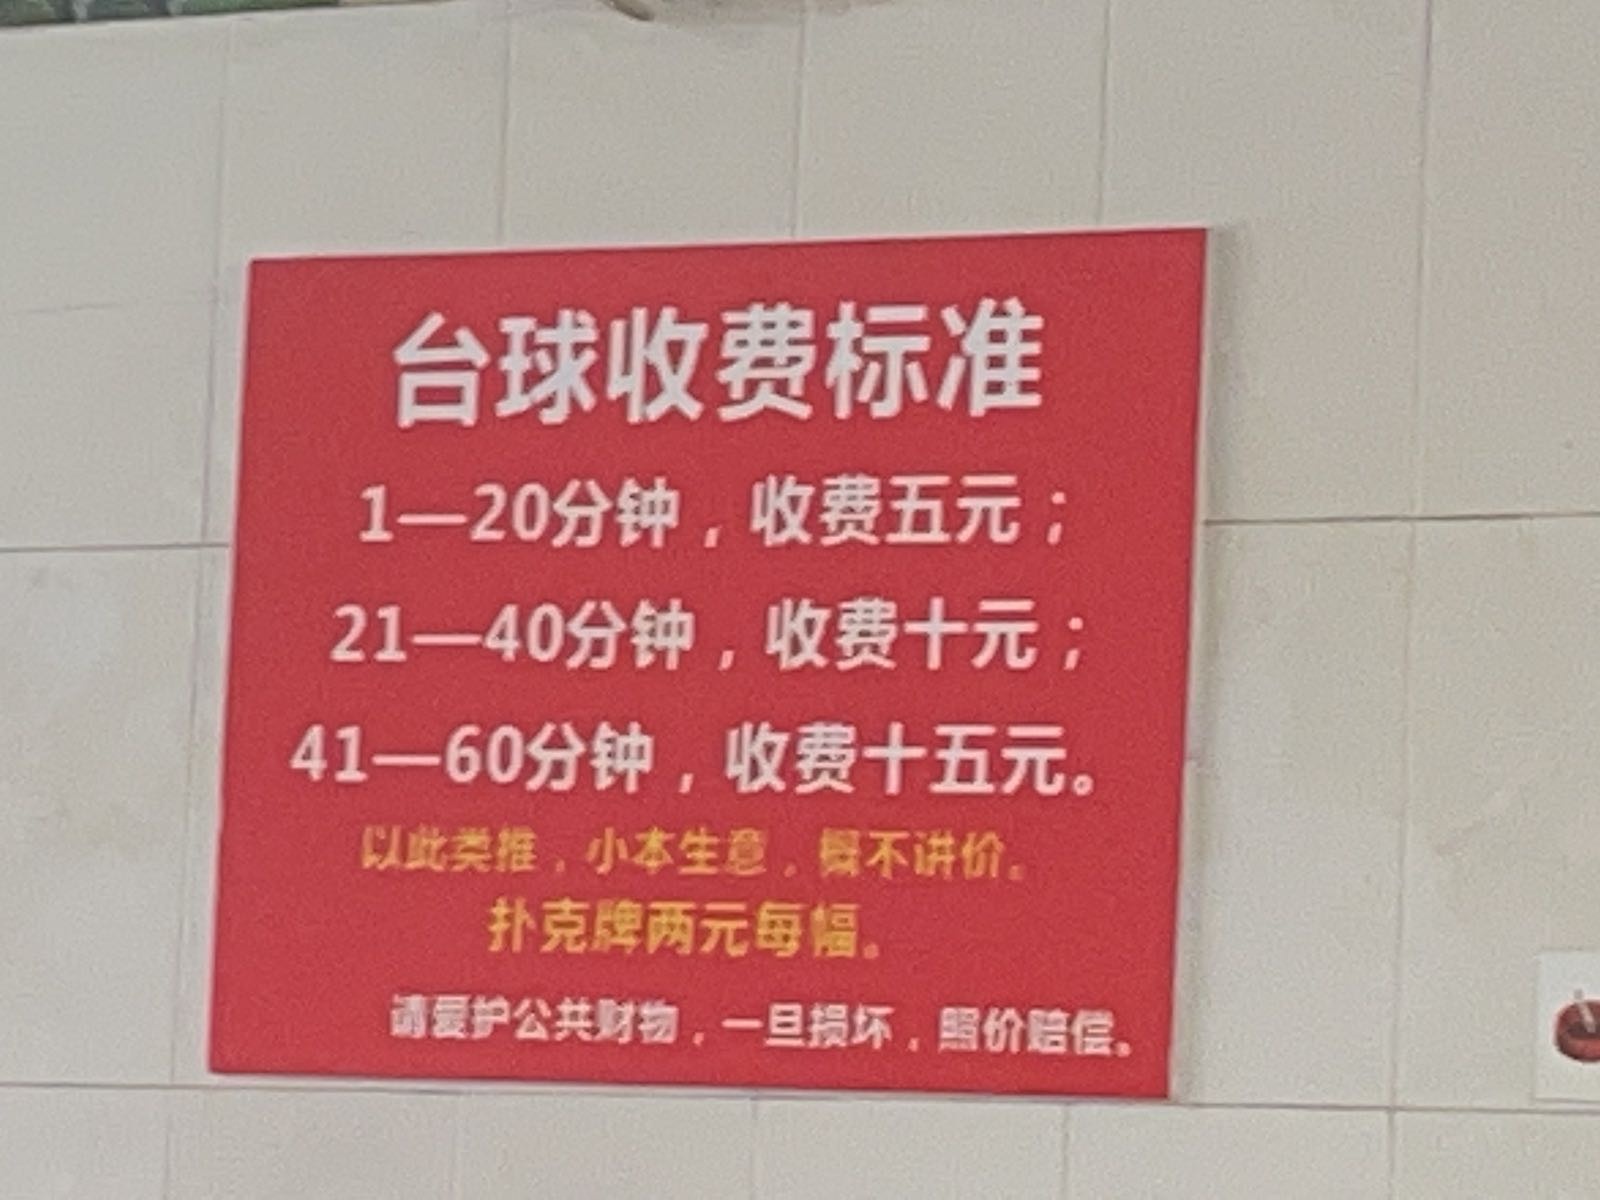 台球收费标准
1—20分钟，收费五元；
21—40分钟，收费十元；
41—60分钟，收费十五元。
以此类推，小本生意，概不讲价。
扑克牌两元每幅。
请爱护公共财物，一旦损坏，照价赔偿。